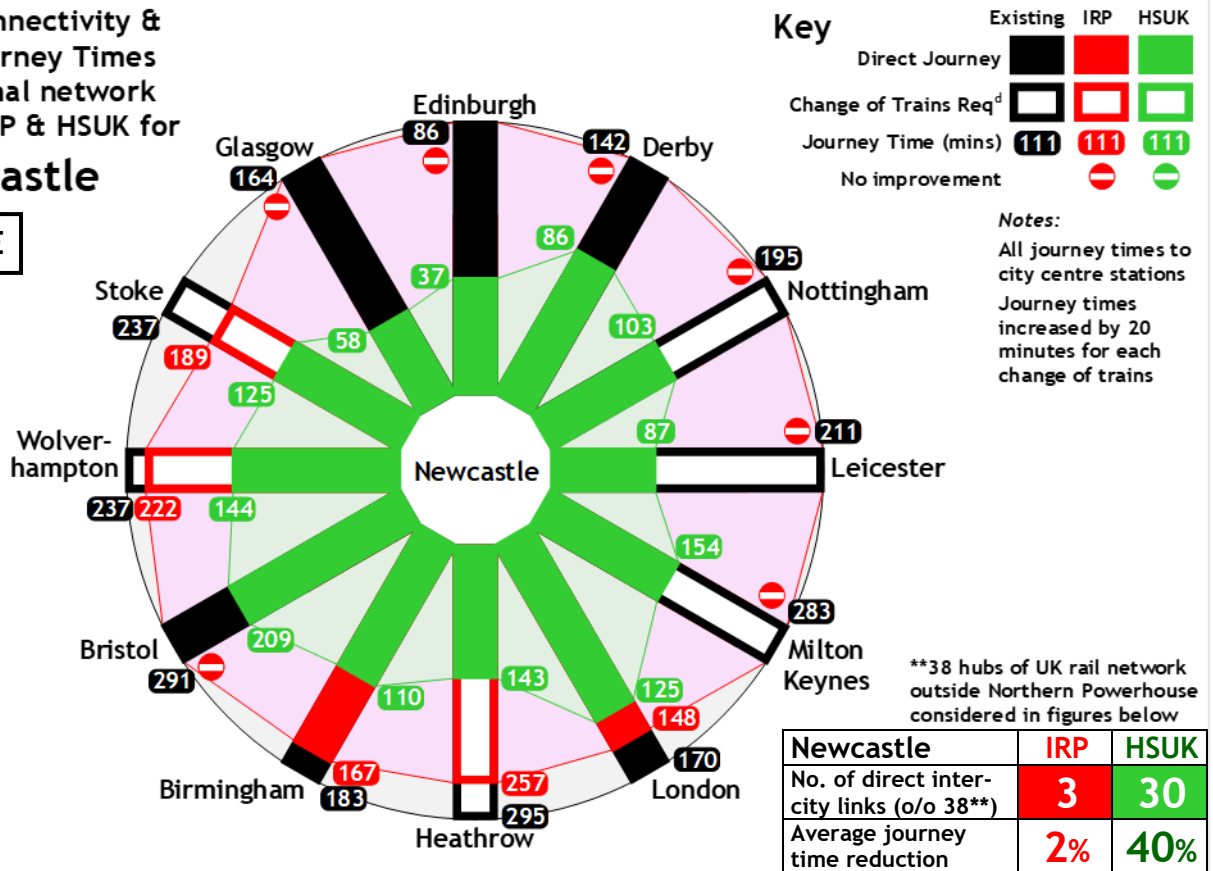 nnectivity &
rney Times
nal network
P & HSUK for
astle
E
Key
Existing IRP HSUK
Direct Journey
Change of Trains Reqd
Journey Time (mins) 111 111 111
No improvement
Notes:
All journey times to
city centre stations
Journey times
increased by 20
minutes for each
change of trains
Edinburgh
86
37
Derby
142
86
Nottingham
195
103
Leicester
211
87
Milton
Keynes
283
154
London
170
148
125
Heathrow
295
257
143
Birmingham
183
167
110
Bristol
291
209
Wolver-
hampton
237
222
144
Stoke
237
189
125
Glasgow
164
58
Newcastle
**38 hubs of UK rail network
outside Northern Powerhouse
considered in figures below
Newcastle IRP HSUK
No. of direct inter-
city links (o/o 38**) 3 30
Average journey
time reduction 2% 40%